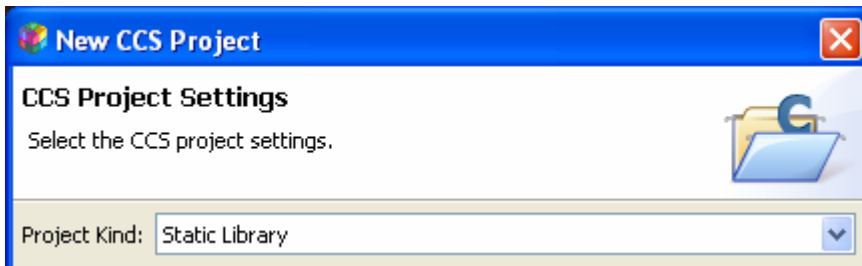 New CCS Project
CCS Project Settings
Select the CCS project settings.
Project Kind: Static Library